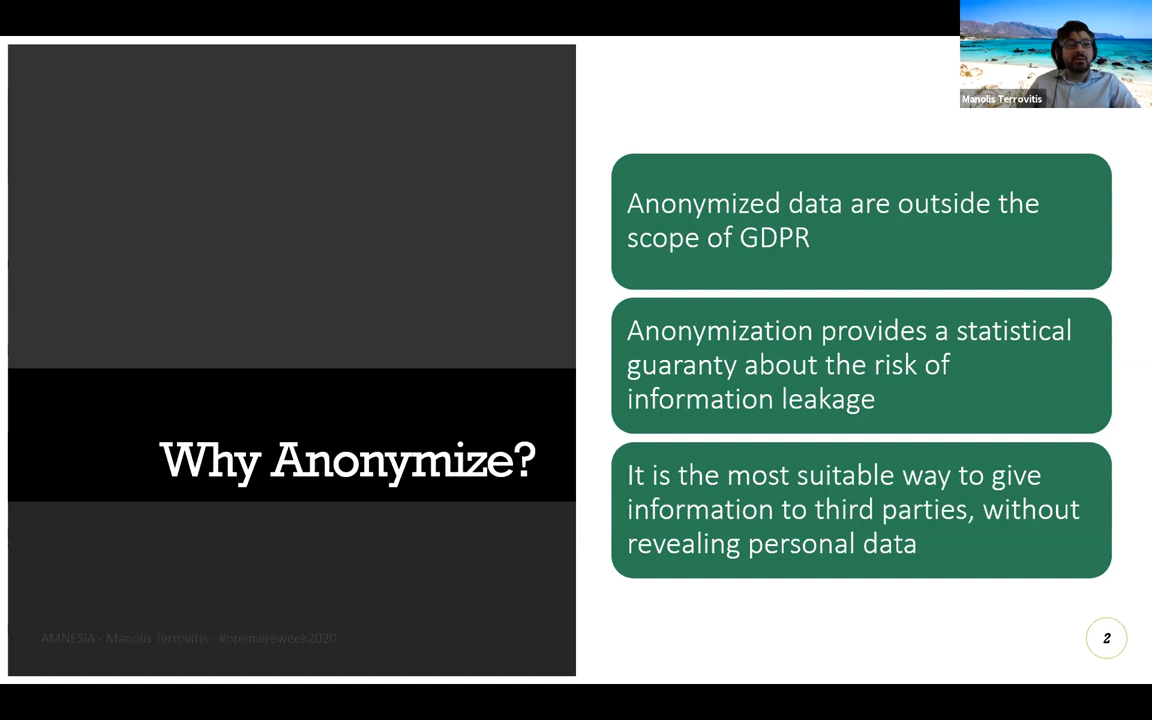 Manolis Terrovitis
Why Anonymize?
Anonymized data are outside the
scope of GDPR
Anonymization provides a statistical
guaranty about the risk of
information leakage
It is the most suitable way to give
information to third parties, without
revealing personal data
AMNESIA - Manolis Terrovitis - #openaireweek2020
2